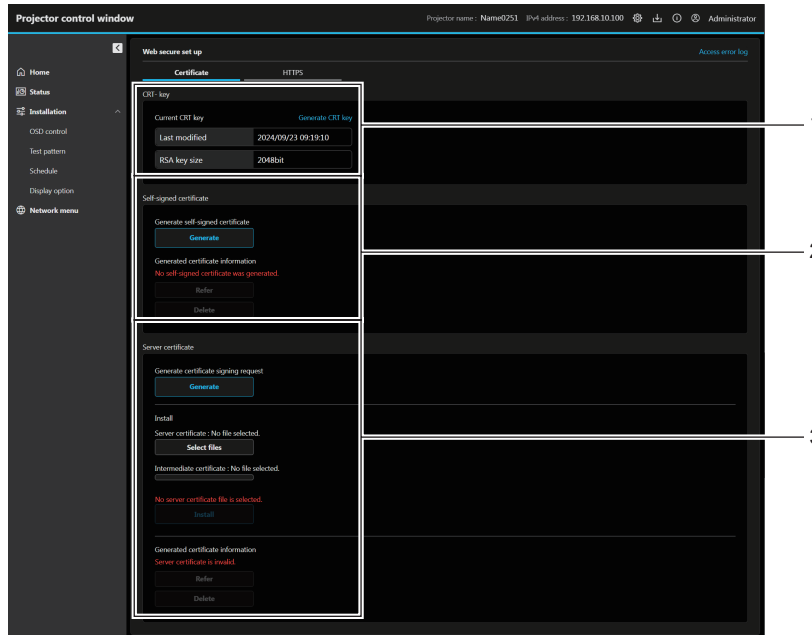 Projector control window
Projector name : Name0251 IPv4 address : 192.168.10.100 Administrator
Home
Status
Installation
OSD control
Test pattern
Schedule
Display option
Network menu
Web secure set up
Access error log
Certificate
HTTPS
CRT- key
Current CRT key
Generate CRT key
Last modified 2024/09/23 09:19:10
RSA key size 2048bit
Self-signed certificate
Generate self-signed certificate
Generate
Generated certificate information
No self-signed certificate was generated.
Refer
Delete
Server certificate
Generate certificate signing request
Generate
Install
Server certificate : No file selected.
Select files
Intermediate certificate : No file selected.
No server certificate file is selected.
Install
Generated certificate information
Server certificate is invalid.
Refer
Delete